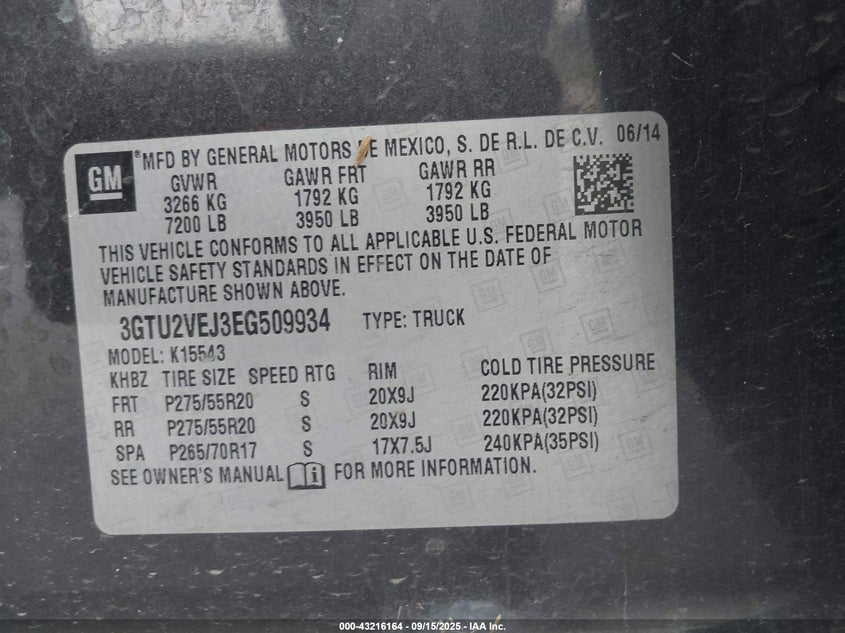 GM ®MFD BY GENERAL MOTORS DE MEXICO, S. DE R.L. DE C.V. 06/14
GVWR GAWR FRT GAWR RR
3266 KG 1792 KG 1792 KG
7200 LB 3950 LB 3950 LB
THIS VEHICLE CONFORMS TO ALL APPLICABLE U.S. FEDERAL MOTOR
VEHICLE SAFETY STANDARDS IN EFFECT ON THE DATE OF
MANUFACTURE SHOWN ABOVE.
3GTU2VEJ3EG509934 TYPE: TRUCK
MODEL: K15543
KHBZ TIRE SIZE SPEED RTG RIM COLD TIRE PRESSURE
FRT P275/55R20 S 20X9J 220KPA(32PSI)
RR P275/55R20 S 20X9J 220KPA(32PSI)
SPA P265/70R17 S 17X7.5J 240KPA(35PSI)
SEE OWNER'S MANUAL i FOR MORE INFORMATION.
000-43216164 - 09/15/2025 - IAA Inc.